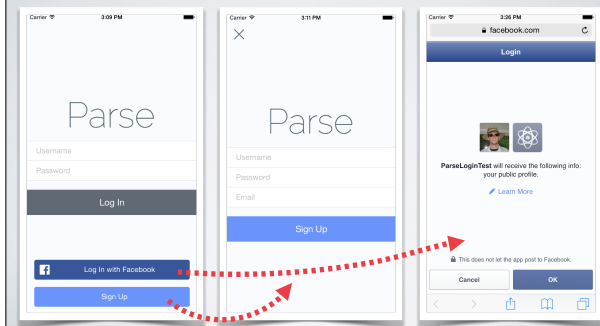 Carrier 3:09 PM
Parse
Username
Password
Log In
Log In with Facebook
Sign Up
Carrier 3:11 PM
Parse
Username
Password
Email
Sign Up
Carrier 3:26 PM
facebook.com
Login
ParseLoginTest will receive the following info:
your public profile.
Learn More
This does not let the app post to Facebook.
Cancel OK